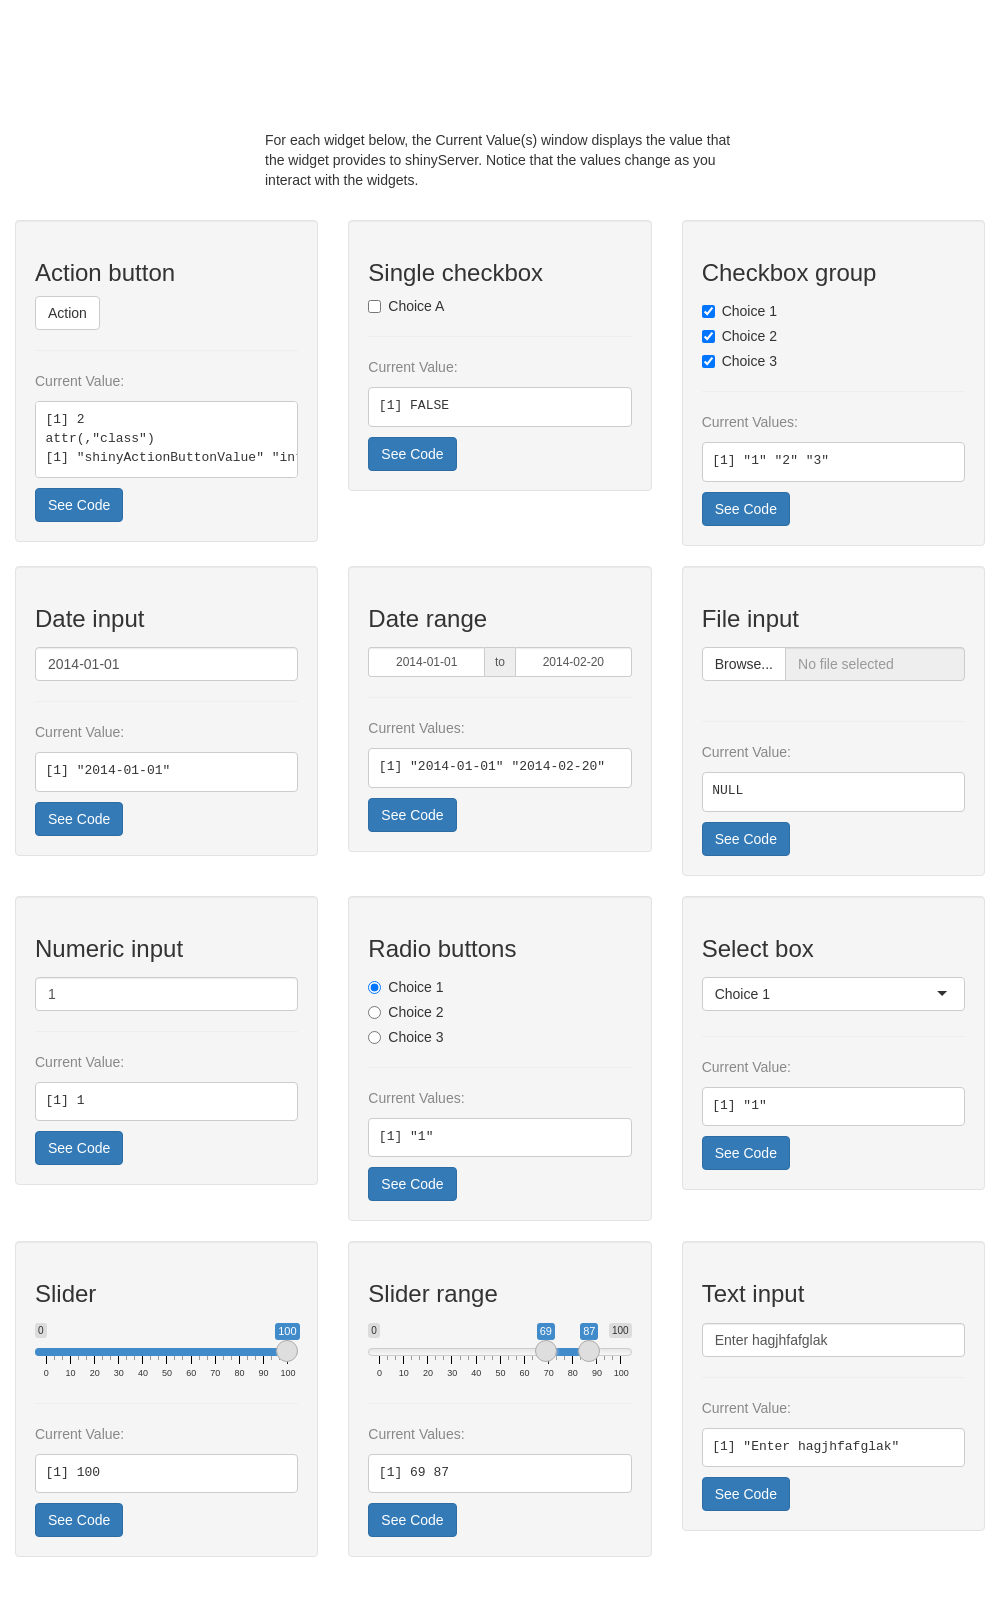 For each widget below, the Current Value(s) window displays the value that
the widget provides to shinyServer. Notice that the values change as you
interact with the widgets.
Action button
Action
Current Value:
[1] 2
attr(,"class")
[1] "shinyActionButtonValue" "in
See Code
Single checkbox
Choice A
Current Value:
[1] FALSE
See Code
Checkbox group
Choice 1
Choice 2
Choice 3
Current Values:
[1] "1" "2" "3"
See Code
Date input
2014-01-01
Current Value:
[1] "2014-01-01"
See Code
Date range
2014-01-01 to 2014-02-20
Current Values:
[1] "2014-01-01" "2014-02-20"
See Code
File input
Browse... No file selected
Current Value:
NULL
See Code
Numeric input
1
Current Value:
[1] 1
See Code
Radio buttons
Choice 1
Choice 2
Choice 3
Current Values:
[1] "1"
See Code
Select box
Choice 1
Current Value:
[1] "1"
See Code
Slider
0 100
0 10 20 30 40 50 60 70 80 90 100
Current Value:
[1] 100
See Code
Slider range
0 69 87 100
0 10 20 30 40 50 60 70 80 90 100
Current Values:
[1] 69 87
See Code
Text input
Enter hagjhfafglak
Current Value:
[1] "Enter hagjhfafglak"
See Code